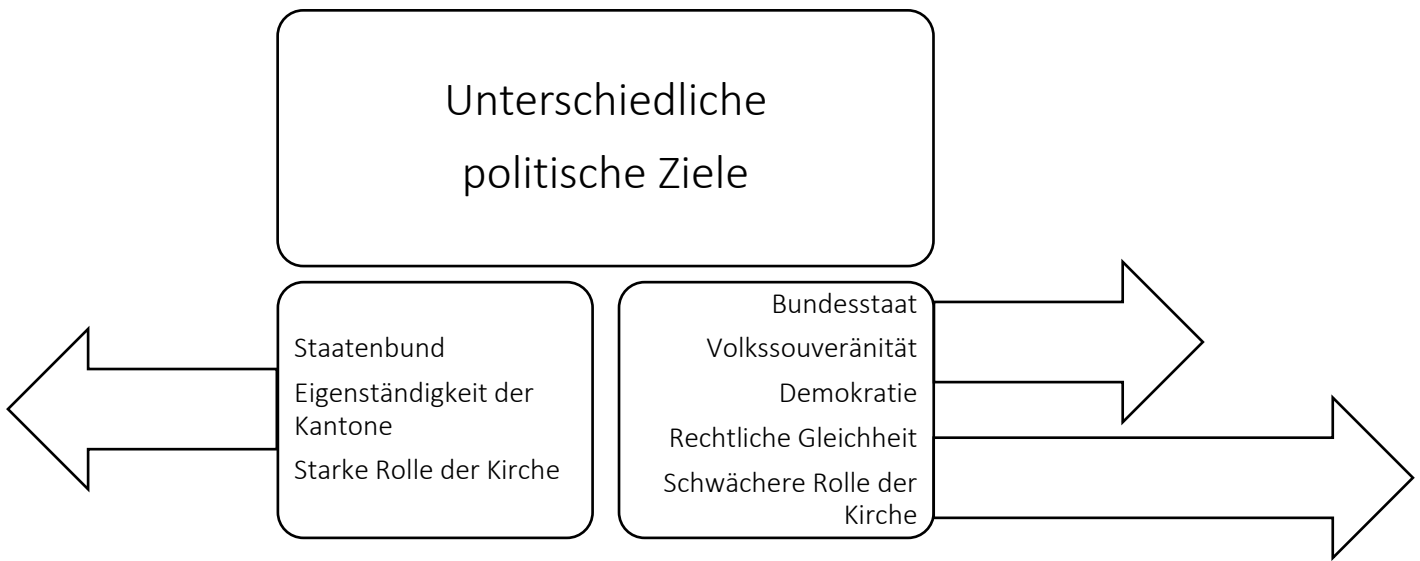 Unterschiedliche
politische Ziele
Staatenbund
Eigenständigkeit der
Kantone
Starke Rolle der Kirche
Bundesstaat
Volkssouveränität
Demokratie
Rechtliche Gleichheit
Schwächere Rolle der
Kirche